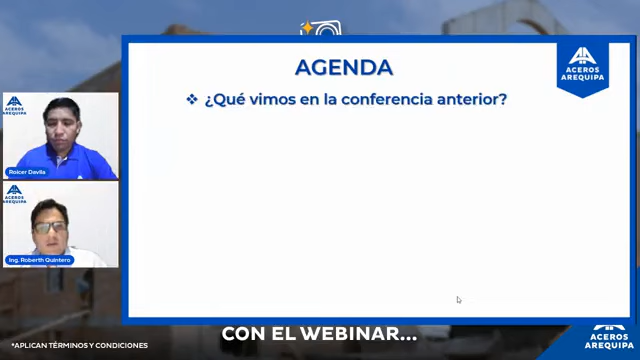 AGENDA
❖ ¿Qué vimos en la conferencia anterior?
ACEROS
AREQUIPA
ACEROS
AREQUIPA
Roicer Davila
ACEROS
AREQUIPA
Ing. Roberth Quintero
CON EL WEBINAR...
*APLICAN TÉRMINOS Y CONDICIONES
ACEROS
AREQUIPA